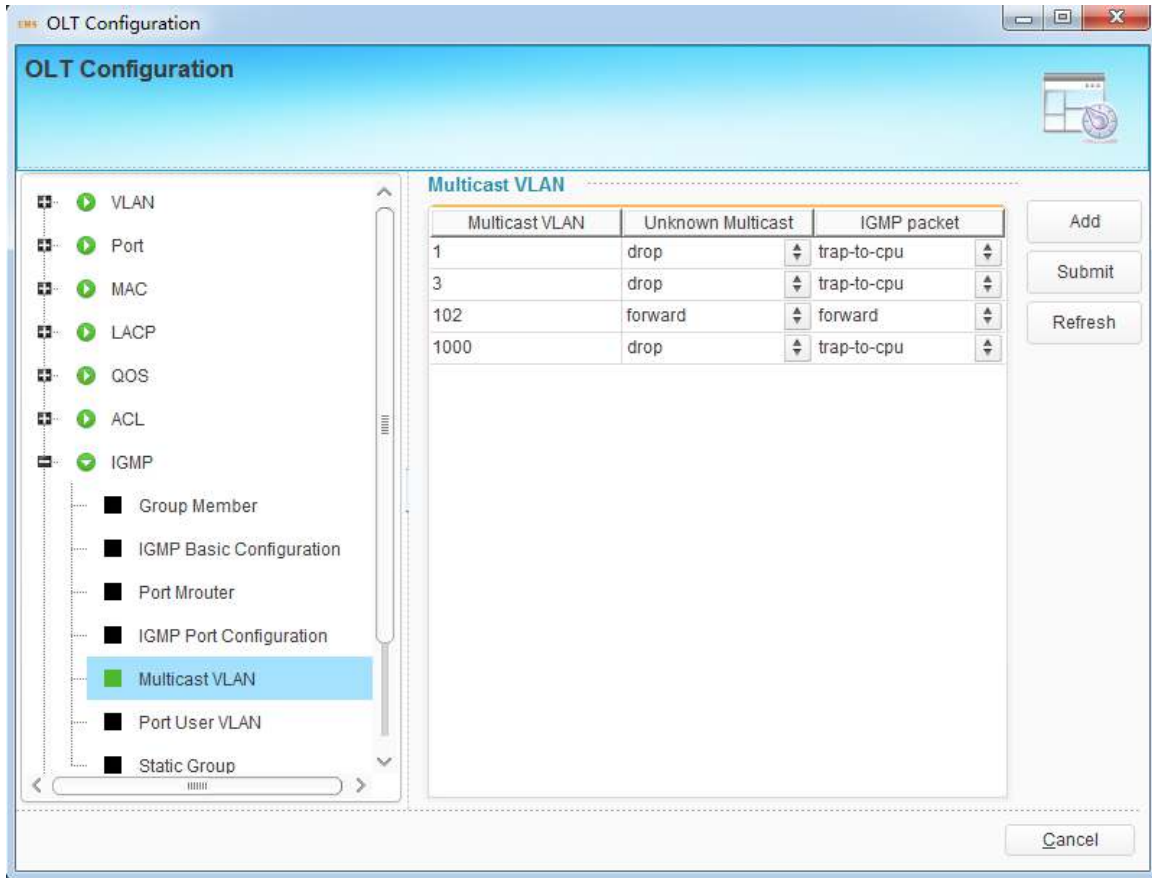 EMS OLT Configuration
OLT Configuration
VLAN
Port
MAC
LACP
QOS
ACL
IGMP
Group Member
IGMP Basic Configuration
Port Mrouter
IGMP Port Configuration
Multicast VLAN
Port User VLAN
Static Group
Multicast VLAN
Multicast VLAN Unknown Multicast IGMP packet
1 drop trap-to-cpu
3 drop trap-to-cpu
102 forward forward
1000 drop trap-to-cpu
Add
Submit
Refresh
Cancel